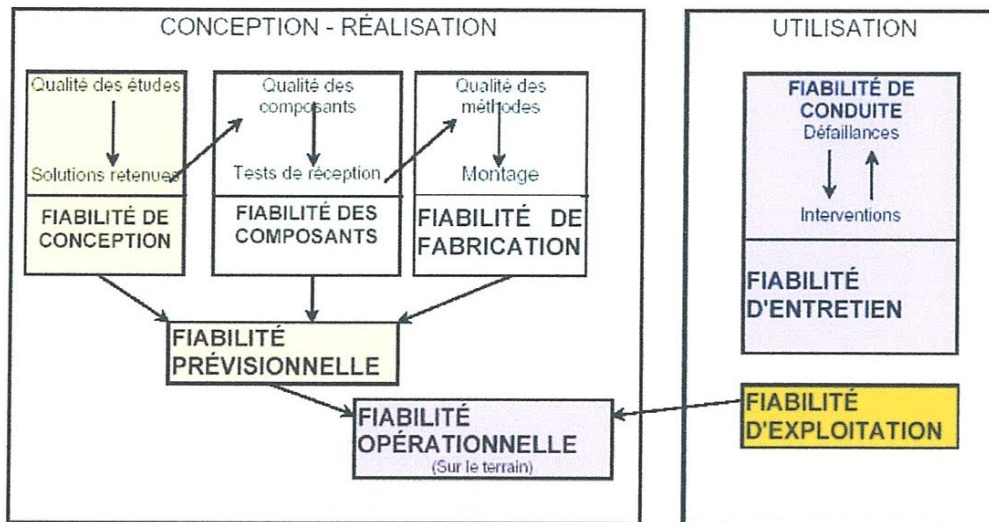 CONCEPTION - RÉALISATION
Qualité des études
Solutions retenues
FIABILITÉ DE
CONCEPTION
Qualité des
composants
Tests de réception
FIABILITÉ DES
COMPOSANTS
Qualité des
méthodes
Montage
FIABILITÉ DE
FABRICATION
FIABILITÉ
PRÉVISIONNELLE
FIABILITÉ
OPÉRATIONNELLE
(Sur le terrain)
UTILISATION
FIABILITÉ DE
CONDUITE
Défaillances
Interventions
FIABILITÉ
D'ENTRETIEN
FIABILITÉ
D'EXPLOITATION